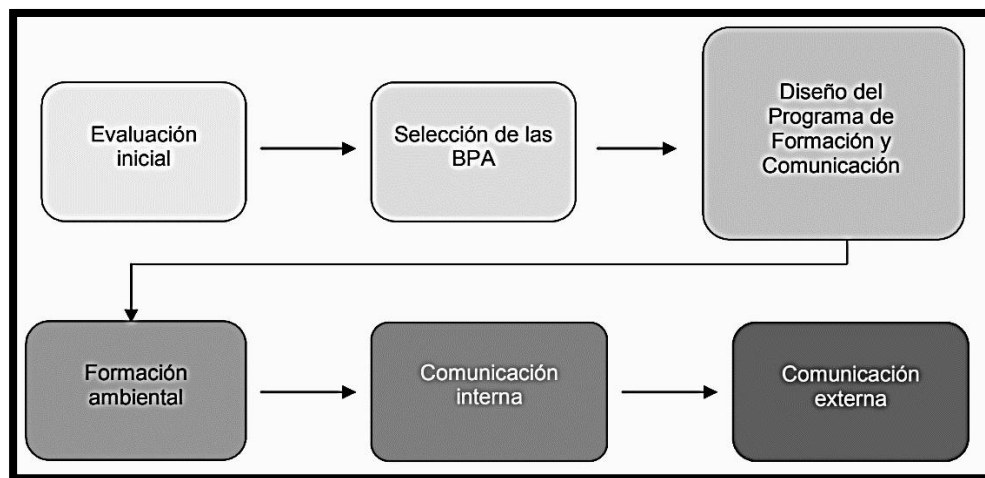 Evaluación
inicial
Selección de las
BPA
Diseño del
Programa de
Formación y
Comunicación
Formación
ambiental
Comunicación
interna
Comunicación
externa